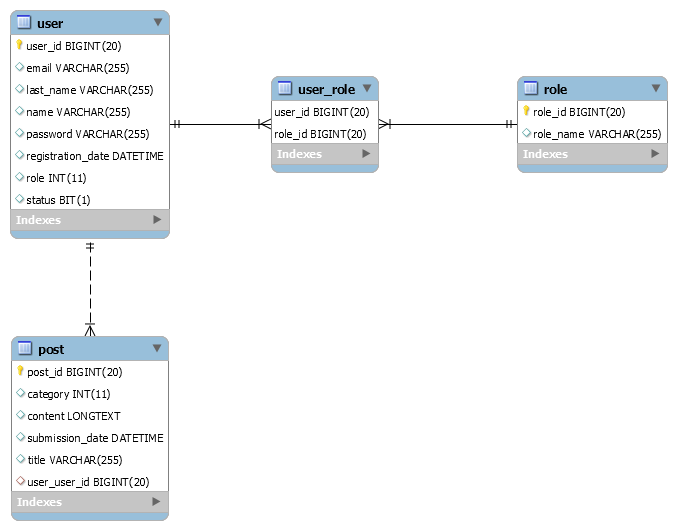 user
user_id BIGINT(20)
email VARCHAR(255)
last_name VARCHAR(255)
name VARCHAR(255)
password VARCHAR(255)
registration_date DATETIME
role INT(11)
status BIT(1)
Indexes
user_role
user_id BIGINT(20)
role_id BIGINT(20)
Indexes
role
role_id BIGINT(20)
role_name VARCHAR(255)
Indexes
post
post_id BIGINT(20)
category INT(11)
content LONGTEXT
submission_date DATETIME
title VARCHAR(255)
user_user_id BIGINT(20)
Indexes